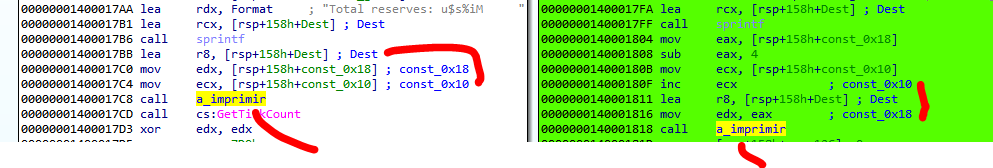 00000001400017AA lea rdx, Format ; "Total reserves: u$s%iM "
00000001400017B1 lea rcx, [rsp+158h+Dest] ; Dest
00000001400017B6 call sprintf
00000001400017BB lea r8, [rsp+158h+Dest] ; Dest
00000001400017C0 mov edx, [rsp+158h+const_0x18] ; const_0x18
00000001400017C4 mov ecx, [rsp+158h+const_0x10] ; const_0x10
00000001400017C8 call a_imprimir
00000001400017CD call cs:GetTickCount
00000001400017D3 xor edx, edx
00000001400017FA lea rcx, [rsp+158h+Dest] ; Dest
00000001400017FF call sprintf
0000000140001804 mov eax, [rsp+158h+const_0x18]
0000000140001808 sub eax, 4
000000014000180B mov ecx, [rsp+158h+const_0x10]
000000014000180F inc ecx ; const_0x10
0000000140001811 lea r8, [rsp+158h+Dest] ; Dest
0000000140001816 mov edx, eax ; const_0x18
0000000140001818 call a_imprimir